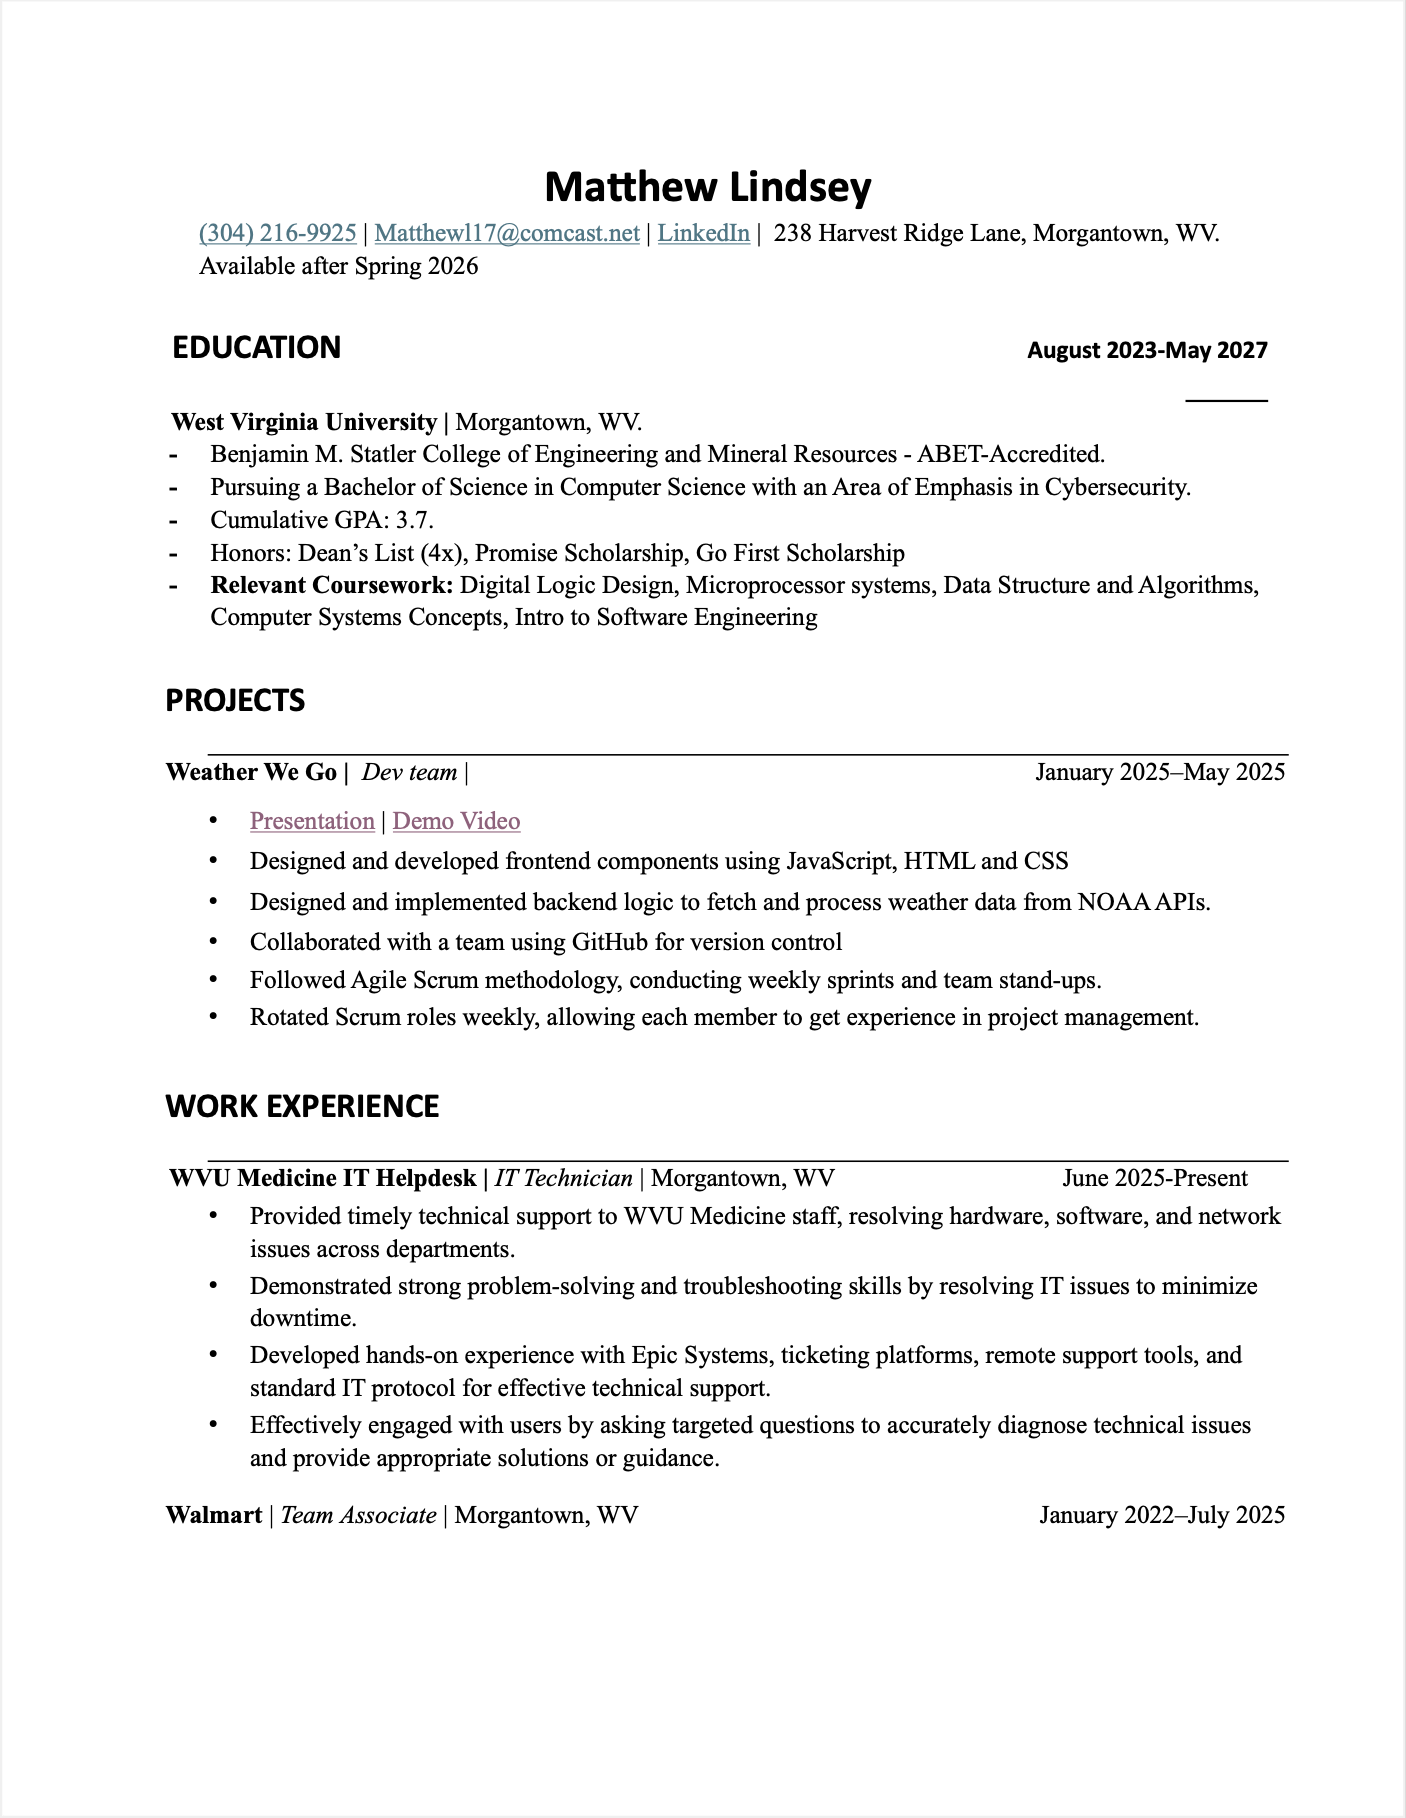 Matthew Lindsey
(304) 216-9925 | Matthewl17@comcast.net | LinkedIn | 238 Harvest Ridge Lane, Morgantown, WV.
Available after Spring 2026
EDUCATION August 2023-May 2027
West Virginia University | Morgantown, WV.
- Benjamin M. Statler College of Engineering and Mineral Resources - ABET-Accredited.
- Pursuing a Bachelor of Science in Computer Science with an Area of Emphasis in Cybersecurity.
- Cumulative GPA: 3.7.
- Honors: Dean’s List (4x), Promise Scholarship, Go First Scholarship
- Relevant Coursework: Digital Logic Design, Microprocessor systems, Data Structure and Algorithms,
Computer Systems Concepts, Intro to Software Engineering
PROJECTS
Weather We Go | Dev team | January 2025–May 2025
• Presentation | Demo Video
• Designed and developed frontend components using JavaScript, HTML and CSS
• Designed and implemented backend logic to fetch and process weather data from NOAA APIs.
• Collaborated with a team using GitHub for version control
• Followed Agile Scrum methodology, conducting weekly sprints and team stand-ups.
• Rotated Scrum roles weekly, allowing each member to get experience in project management.
WORK EXPERIENCE
WVU Medicine IT Helpdesk | IT Technician | Morgantown, WV June 2025-Present
• Provided timely technical support to WVU Medicine staff, resolving hardware, software, and network
issues across departments.
• Demonstrated strong problem-solving and troubleshooting skills by resolving IT issues to minimize
downtime.
• Developed hands-on experience with Epic Systems, ticketing platforms, remote support tools, and
standard IT protocol for effective technical support.
• Effectively engaged with users by asking targeted questions to accurately diagnose technical issues
and provide appropriate solutions or guidance.
Walmart | Team Associate | Morgantown, WV January 2022–July 2025